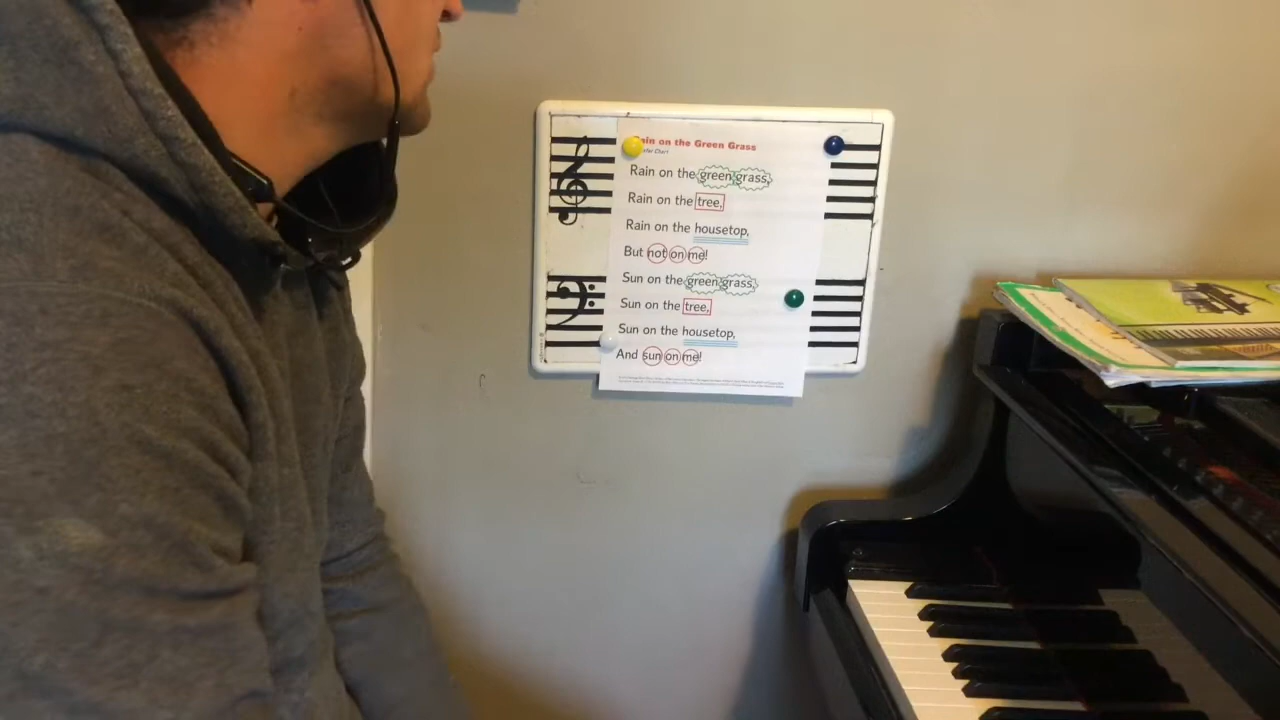 in on the Green Grass
Chart
Rain on the green grass,
Rain on the tree,
Rain on the housetop,
But not on me!
Sun on the green grass,
Sun on the tree,
Sun on the housetop,
And sun on me!